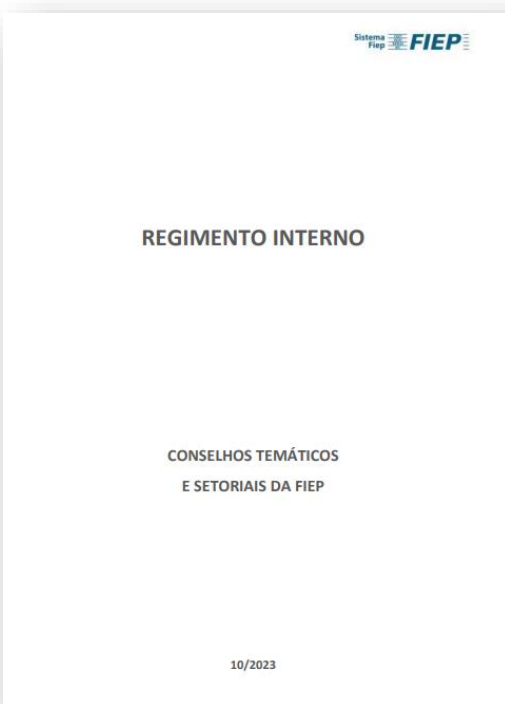 Sistema
Fiep
FIEP
REGIMENTO INTERNO
CONSELHOS TEMÁTICOS
E SETORIAIS DA FIEP
10/2023